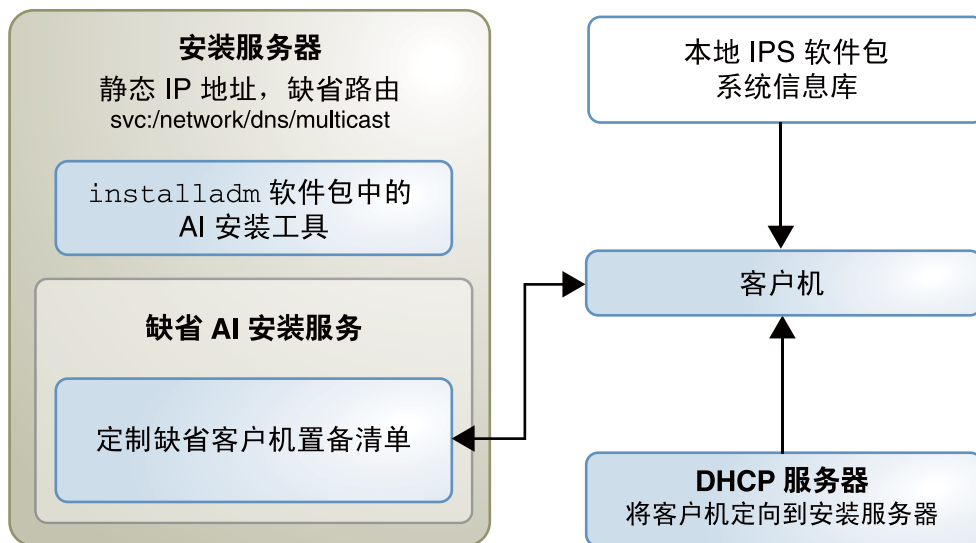 安装服务器
静态 IP 地址，缺省路由
svc:/network/dns/multicast
installadm 软件包中的
AI 安装工具
缺省 AI 安装服务
定制缺省客户机置备清单
本地 IPS 软件包
系统信息库
客户机
DHCP 服务器
将客户机定向到安装服务器